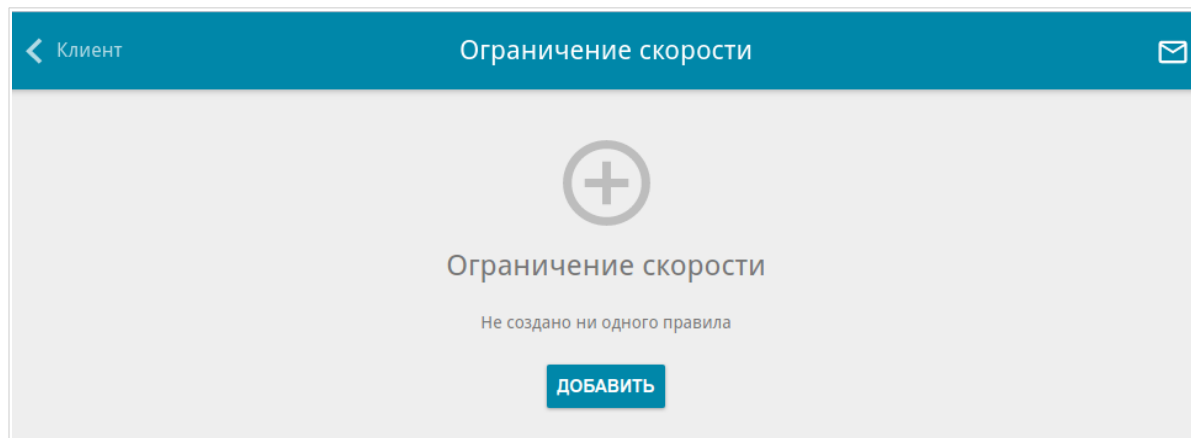 Клиент
Ограничение скорости
Ограничение скорости
Не создано ни одного правила
ДОБАВИТЬ